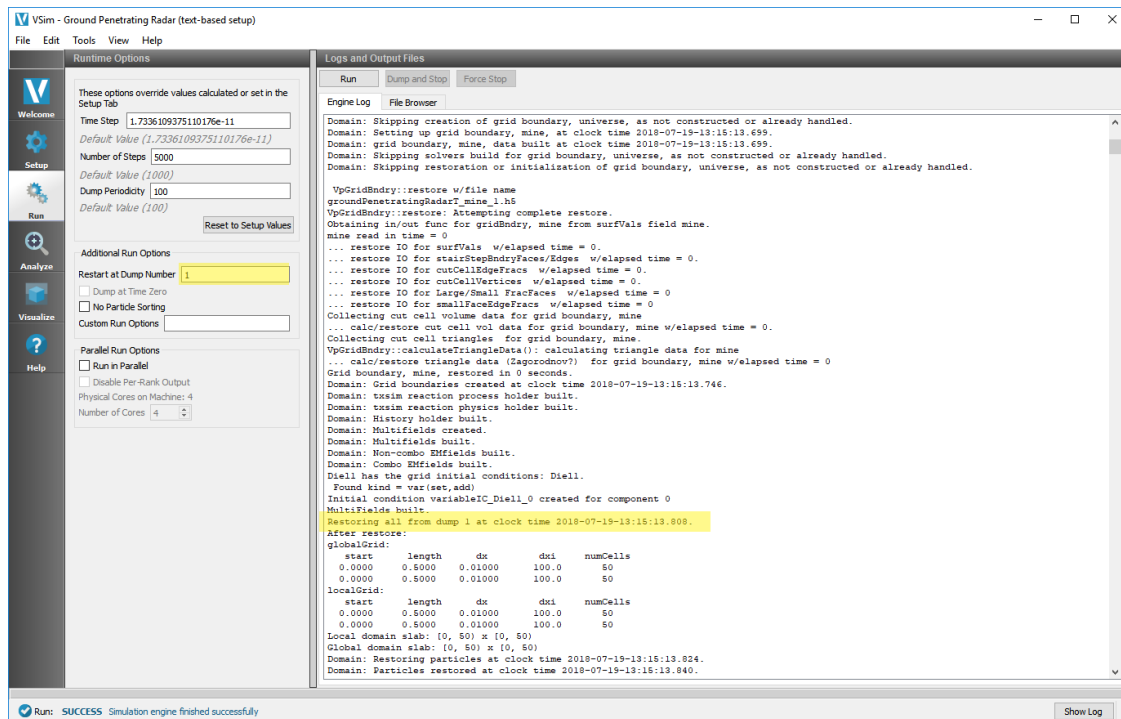 VSim - Ground Penetrating Radar (text-based setup)
File Edit Tools View Help
Welcome
Setup
Run
Analyze
Visualize
Help
Runtime Options
These options override values calculated or set in the
Setup Tab
Time Step 1.7336109375110176e-11
Default Value (1.7336109375110176e-11)
Number of Steps 5000
Default Value (1000)
Dump Periodicity 100
Default Value (100)
Reset to Setup Values
Additional Run Options
Restart at Dump Number 1
Dump at Time Zero
No Particle Sorting
Custom Run Options
Parallel Run Options
Run in Parallel
Disable Per-Rank Output
Physical Cores on Machine: 4
Number of Cores 4
Logs and Output Files
Run Dump and Stop Force Stop
Engine Log File Browser
Domain: Skipping creation of grid boundary, universe, as not constructed or already handled.
Domain: Setting up grid boundary, mine, at clock time 2018-07-19-13:15:13.699.
Domain: grid boundary, mine, data built at clock time 2018-07-19-13:15:13.699.
Domain: Skipping solvers build for grid boundary, universe, as not constructed or already handled.
Domain: Skipping restoration or initialization of grid boundary, universe, as not constructed or already handled.
VpGridBndry::restore w/file name
groundPenetratingRadarT_mine_1.h5
VpGridBndry::restore: Attempting complete restore.
Obtaining in/out func for gridBndry, mine from surfVals field mine.
mine read in time = 0
... restore IO for surfVals w/elapsed time = 0.
... restore IO for stairStepBndryFaces/Edges w/elapsed time = 0.
... restore IO for cutCellEdgeFracs w/elapsed time = 0.
... restore IO for cutCellVertices w/elapsed time = 0.
... restore IO for Large/Small FracFaces w/elapsed time = 0
... restore IO for smallFaceEdgeFracs w/elapsed time = 0
Collecting cut cell volume data for grid boundary, mine
... calc/restore cut cell vol data for grid boundary, mine w/elapsed time = 0.
Collecting cut cell triangles for grid boundary, mine.
VpGridBndry::calculateTriangleData(): calculating triangle data for mine
... calc/restore triangle data (Zagorodnov?) for grid boundary, mine w/elapsed time = 0
Grid boundary, mine, restored in 0 seconds.
Domain: Grid boundaries created at clock time 2018-07-19-13:15:13.746.
Domain: txsim reaction process holder built.
Domain: txsim reaction physics holder built.
Domain: History holder built.
Domain: Multifields created.
Domain: Multifields built.
Domain: Non-combo EMfields built.
Domain: Combo EMfields built.
Diell has the grid initial conditions: Diell.
Found kind = var(set,add)
Initial condition variableIC_Diell_0 created for component 0
MultiFields built.
Restoring all from dump 1 at clock time 2018-07-19-13:15:13.808.
After restore:
globalGrid:
start length dx dxi numCells
0.0000 0.5000 0.01000 100.0 50
0.0000 0.5000 0.01000 100.0 50
localGrid:
start length dx dxi numCells
0.0000 0.5000 0.01000 100.0 50
0.0000 0.5000 0.01000 100.0 50
Local domain slab: [0, 50) x [0, 50)
Global domain slab: [0, 50) x [0, 50)
Domain: Restoring particles at clock time 2018-07-19-13:15:13.824.
Domain: Particles restored at clock time 2018-07-19-13:15:13.840.
Run: SUCCESS Simulation engine finished successfully
Show Log